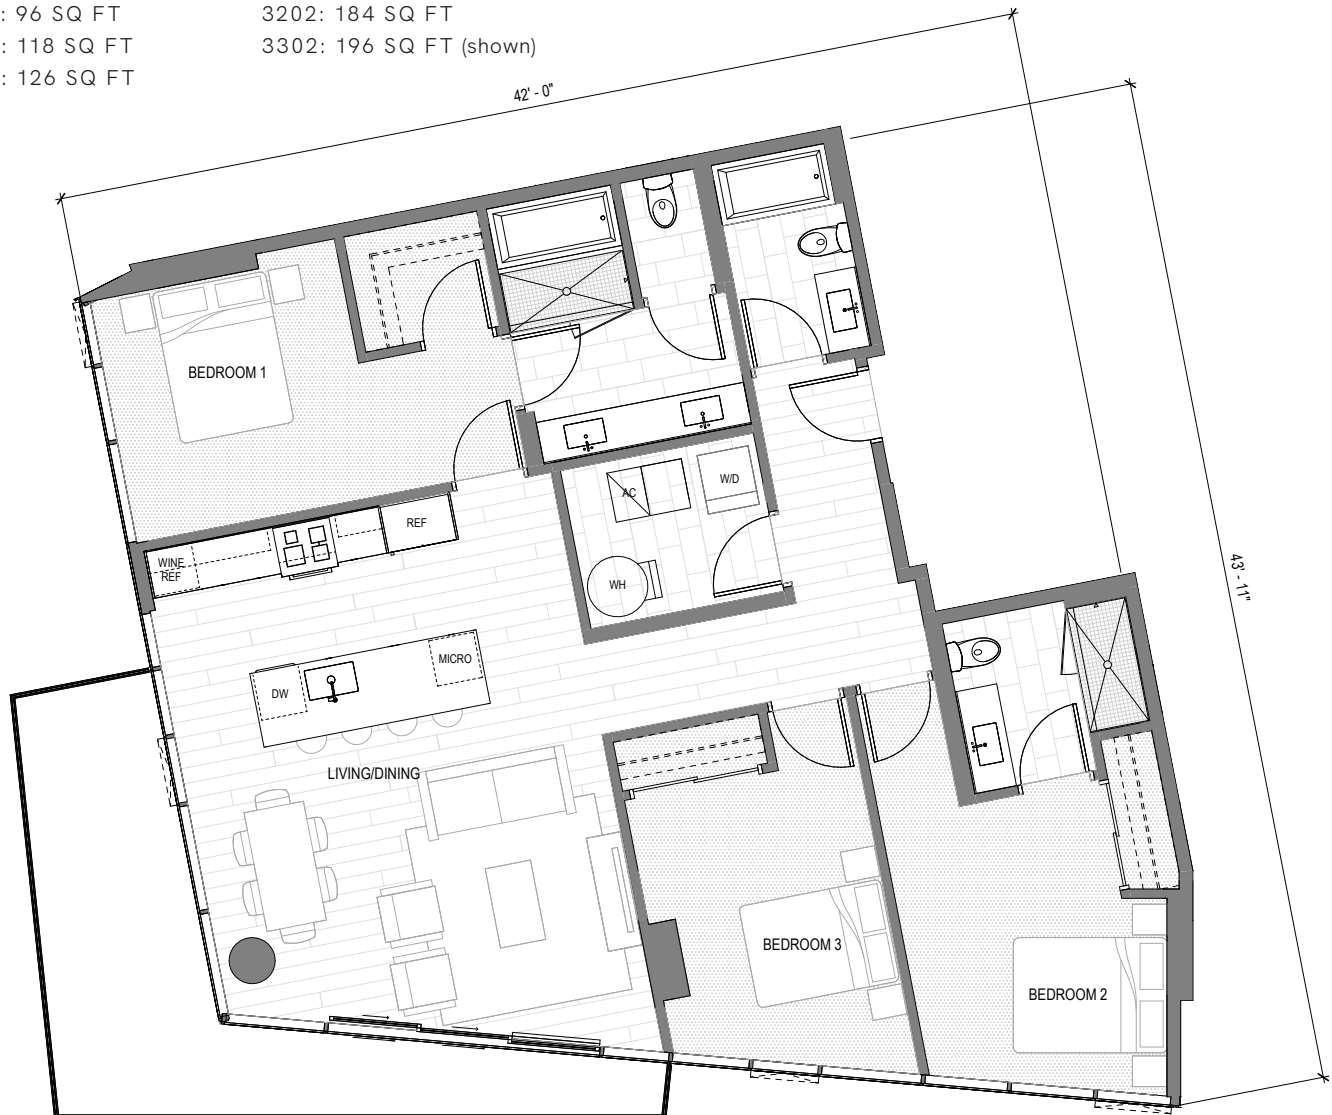 : 96 SQ FT
3202: 184 SQ FT
: 118 SQ FT
3302: 196 SQ FT (shown)
: 126 SQ FT
42' - 0"
43' - 11"
BEDROOM 1
AC
W/D
REF
WINE
REF
WH
MICRO
DW
LIVING/DINING
BEDROOM 3
BEDROOM 2